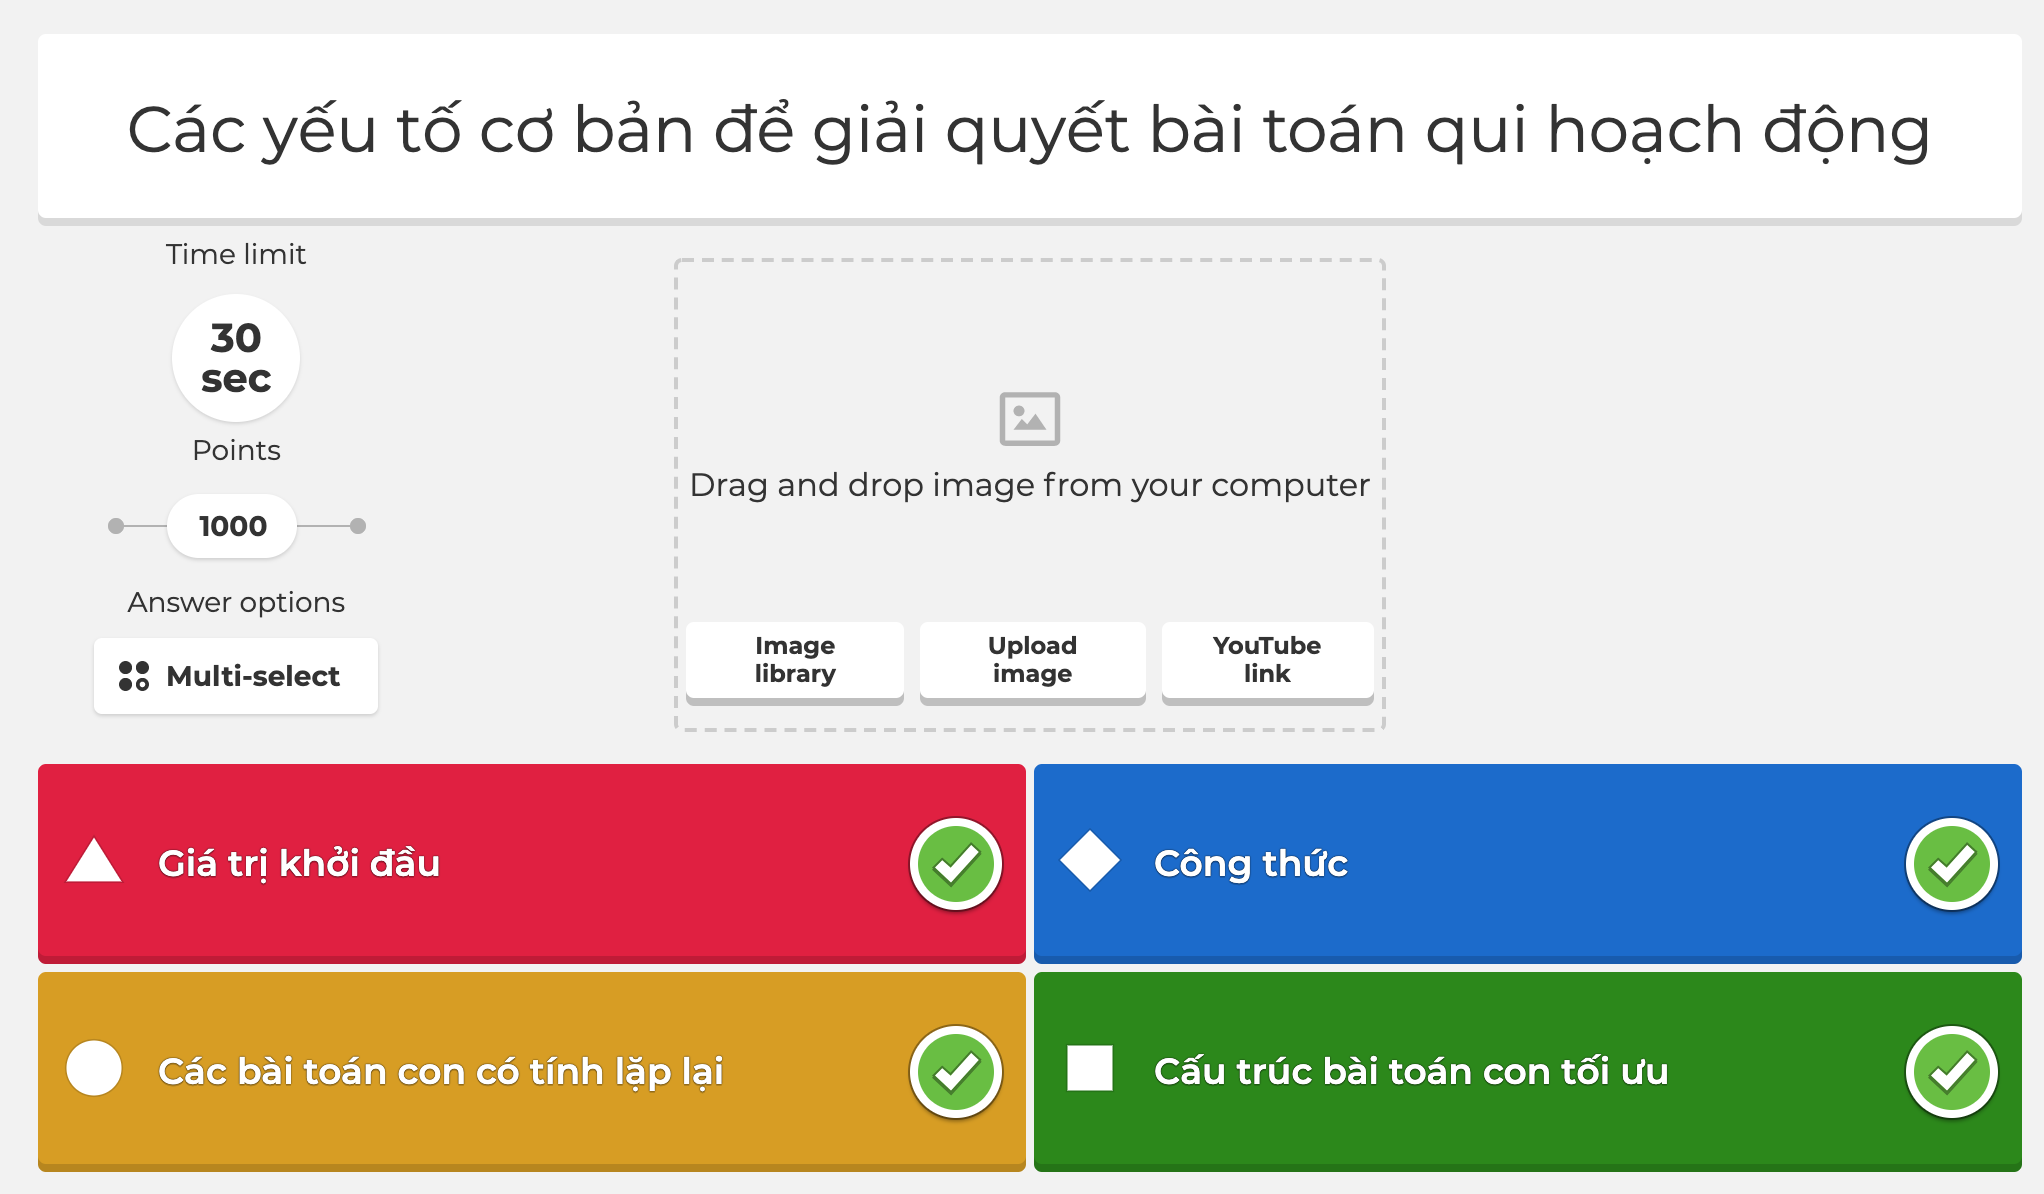 Các yếu tố cơ bản để giải quyết bài toán qui hoạch động
Time limit
30
sec
Points
1000
Answer options
Multi-select
Drag and drop image from your computer
Image
library
Upload
image
YouTube
link
Giá trị khởi đầu
Công thức
Các bài toán con có tính lặp lại
Cấu trúc bài toán con tối ưu